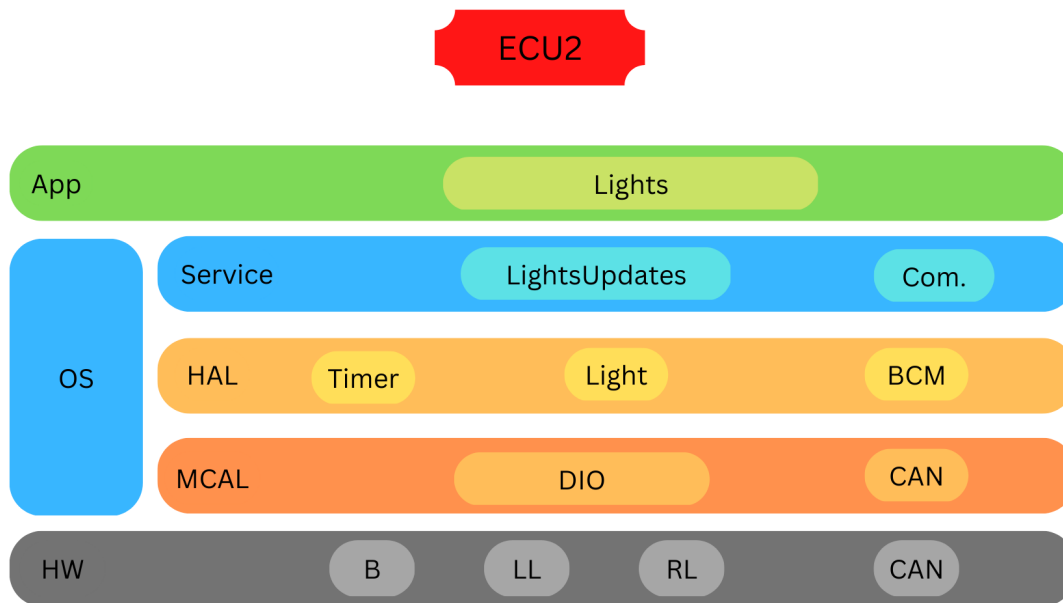 ECU2
App
Lights
Service
LightsUpdates
Com.
OS
HAL
Timer
Light
BCM
MCAL
DIO
CAN
HW
B
LL
RL
CAN